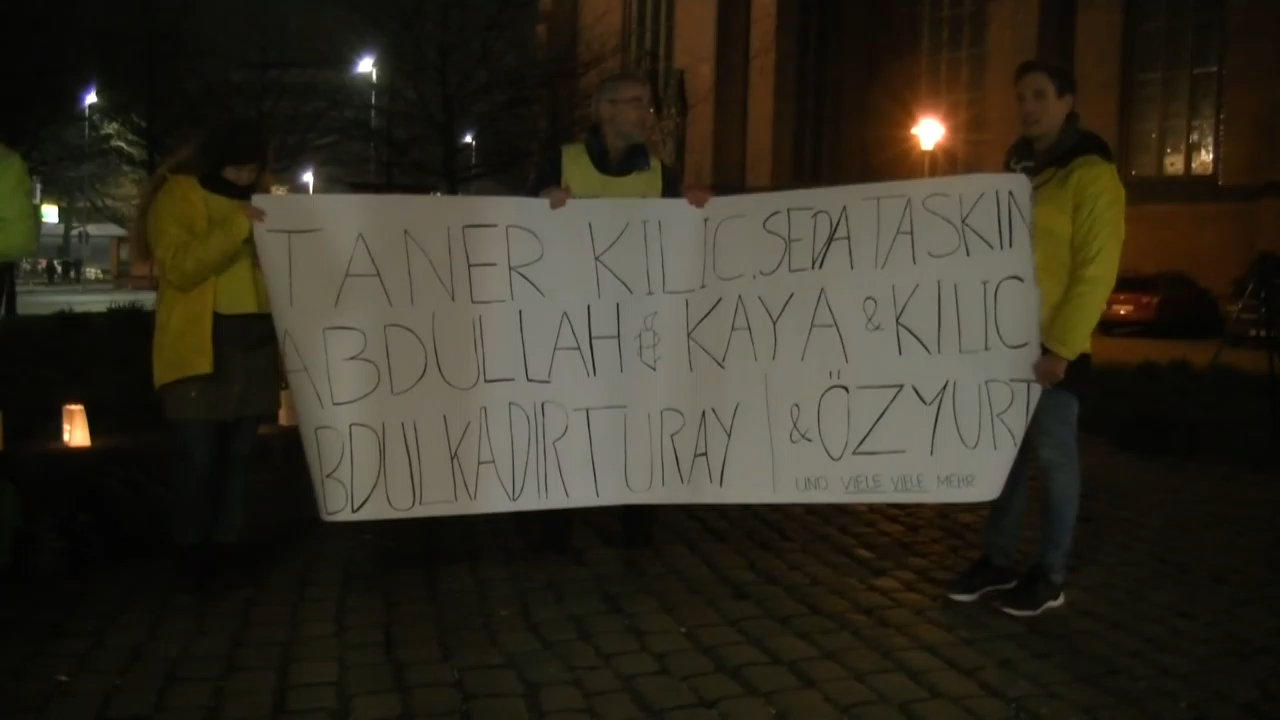 TANER KILIC, SEDA TASKIN
ABDULLAH KAYA & KILIC
BDULKADIR TURAY | & ÖZYURT
UND VIELE VIELE MEHR